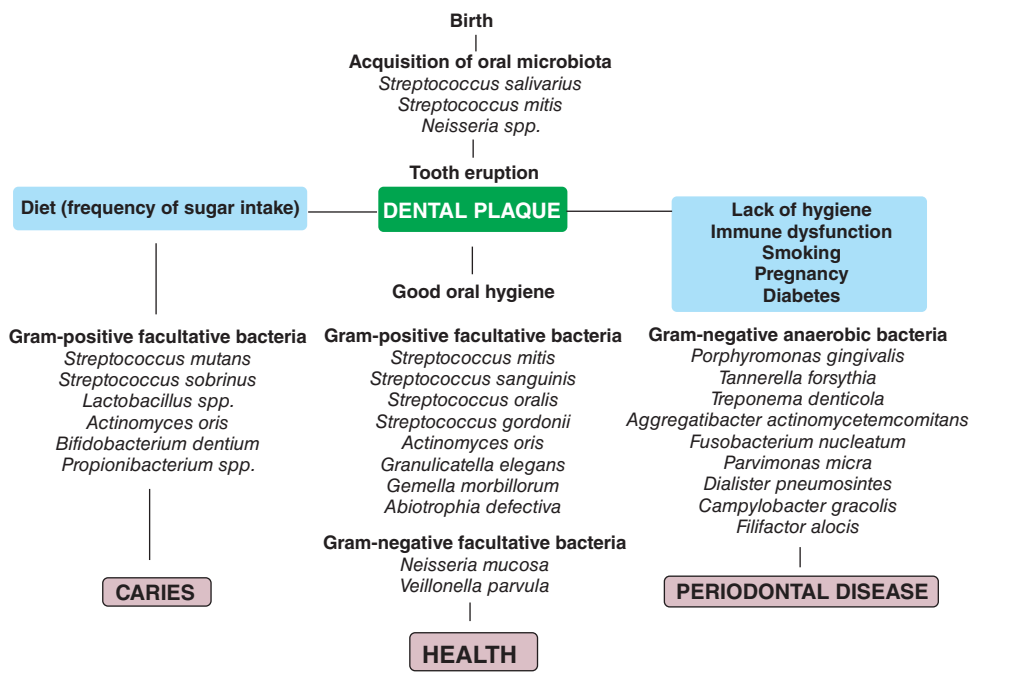 Birth
Acquisition of oral microbiota
Streptococcus salivarius
Streptococcus mitis
Neisseria spp.
Tooth eruption
Diet (frequency of sugar intake)
DENTAL PLAQUE
Lack of hygiene
Immune dysfunction
Smoking
Pregnancy
Diabetes
Good oral hygiene
Gram-positive facultative bacteria
Streptococcus mutans
Streptococcus sobrinus
Lactobacillus spp.
Actinomyces oris
Bifidobacterium dentium
Propionibacterium spp.
CARIES
Gram-positive facultative bacteria
Streptococcus mitis
Streptococcus sanguinis
Streptococcus oralis
Streptococcus gordonii
Actinomyces oris
Granulicatella elegans
Gemella morbillorum
Abiotrophia defectiva
Gram-negative facultative bacteria
Neisseria mucosa
Veillonella parvula
HEALTH
Gram-negative anaerobic bacteria
Porphyromonas gingivalis
Tannerella forsythia
Treponema denticola
Aggregatibacter actinomycetemcomitans
Fusobacterium nucleatum
Parvimonas micra
Dialister pneumosintes
Campylobacter gracolis
Filifactor alocis
PERIODONTAL DISEASE